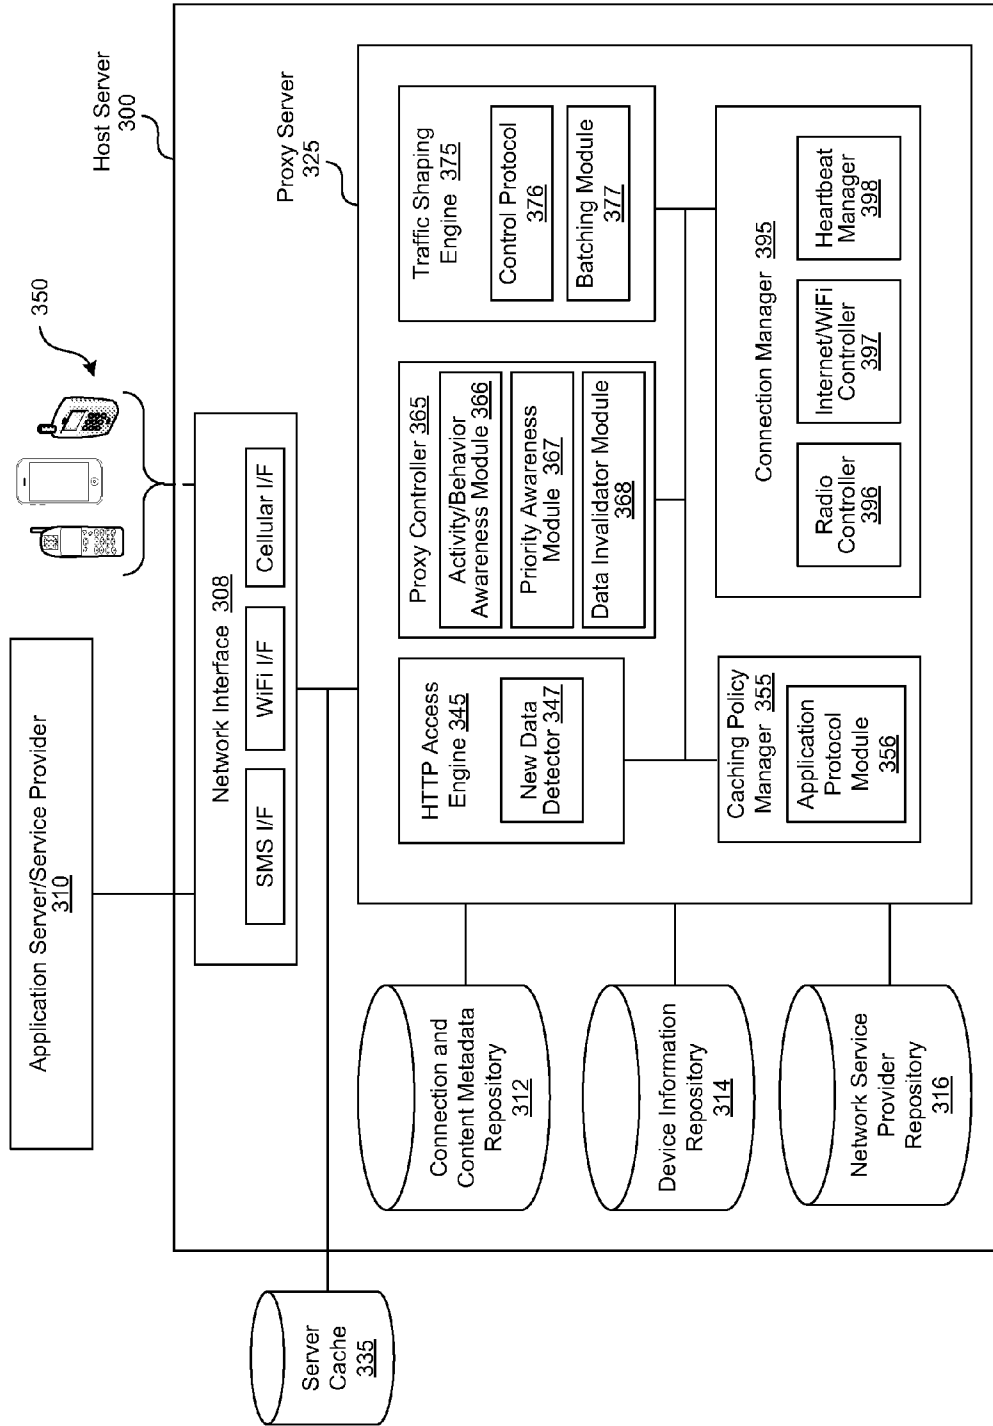 Application Server/Service Provider
310
350
Host Server
300
Network Interface 308
SMS I/F
WiFi I/F
Cellular I/F
Server
Cache
335
Proxy Server
325
Connection and
Content Metadata
Repository
312
Device Information
Repository
314
Network Service
Provider
Repository
316
HTTP Access
Engine 345
New Data
Detector 347
Proxy Controller 365
Activity/Behavior
Awareness Module 366
Priority Awareness
Module 367
Data Invalidator Module
368
Traffic Shaping
Engine 375
Control Protocol
376
Batching Module
377
Caching Policy
Manager 355
Application
Protocol
Module
356
Connection Manager 395
Radio
Controller
396
Internet/WiFi
Controller
397
Heartbeat
Manager
398